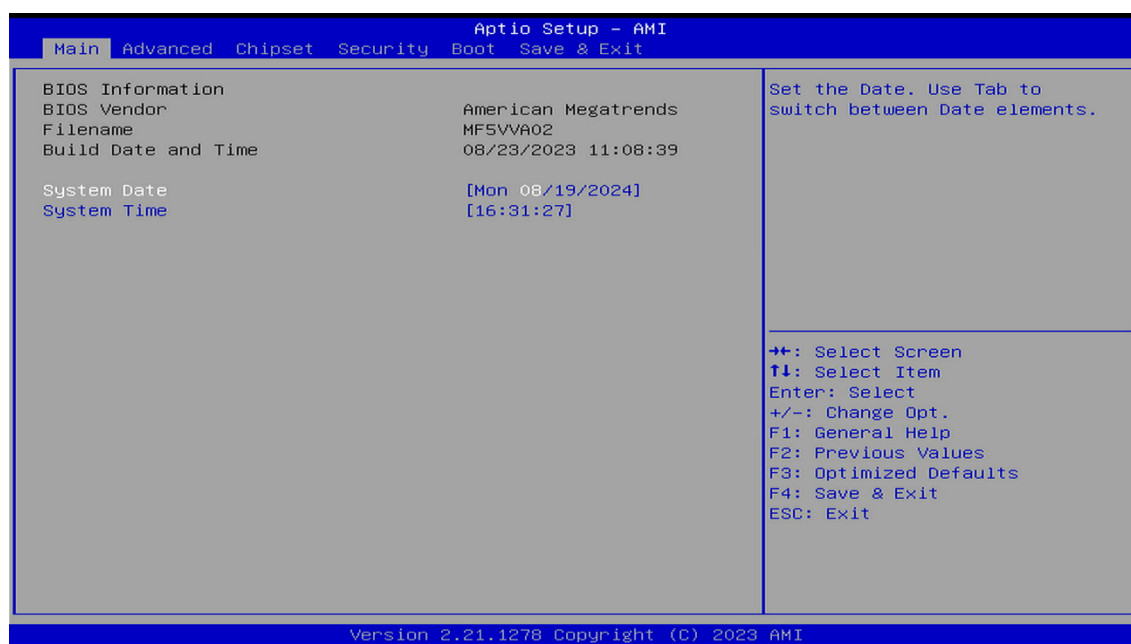 Aptio Setup – AMI
Main Advanced Chipset Security Boot Save & Exit
BIOS Information
BIOS Vendor American Megatrends
Filename MF5VVA02
Build Date and Time 08/23/2023 11:08:39
System Date [Mon 08/19/2024]
System Time [16:31:27]
Set the Date. Use Tab to
switch between Date elements.
→←: Select Screen
↑↓: Select Item
Enter: Select
+/-: Change Opt.
F1: General Help
F2: Previous Values
F3: Optimized Defaults
F4: Save & Exit
ESC: Exit
Version 2.21.1278 Copyright (C) 2023 AMI